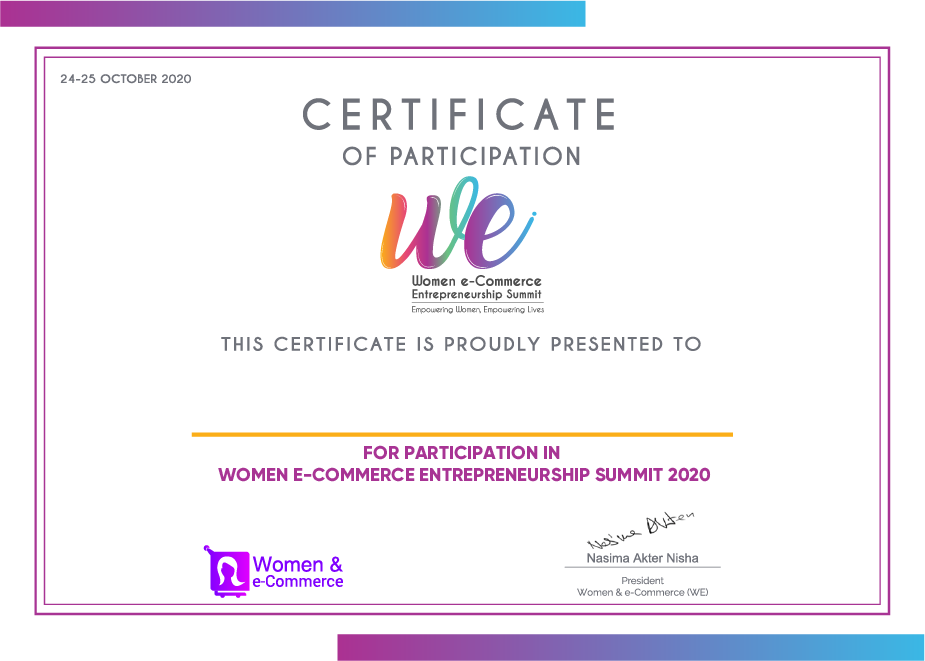 24-25 OCTOBER 2020
CERTIFICATE
OF PARTICIPATION
we
Women e-Commerce
Entrepreneurship Summit
Empowering Women, Empowering Lives
THIS CERTIFICATE IS PROUDLY PRESENTED TO
FOR PARTICIPATION IN
WOMEN E-COMMERCE ENTREPRENEURSHIP SUMMIT 2020
Women &
e-Commerce
Nasima Akter
Nasima Akter Nisha
President
Women & e-Commerce (WE)